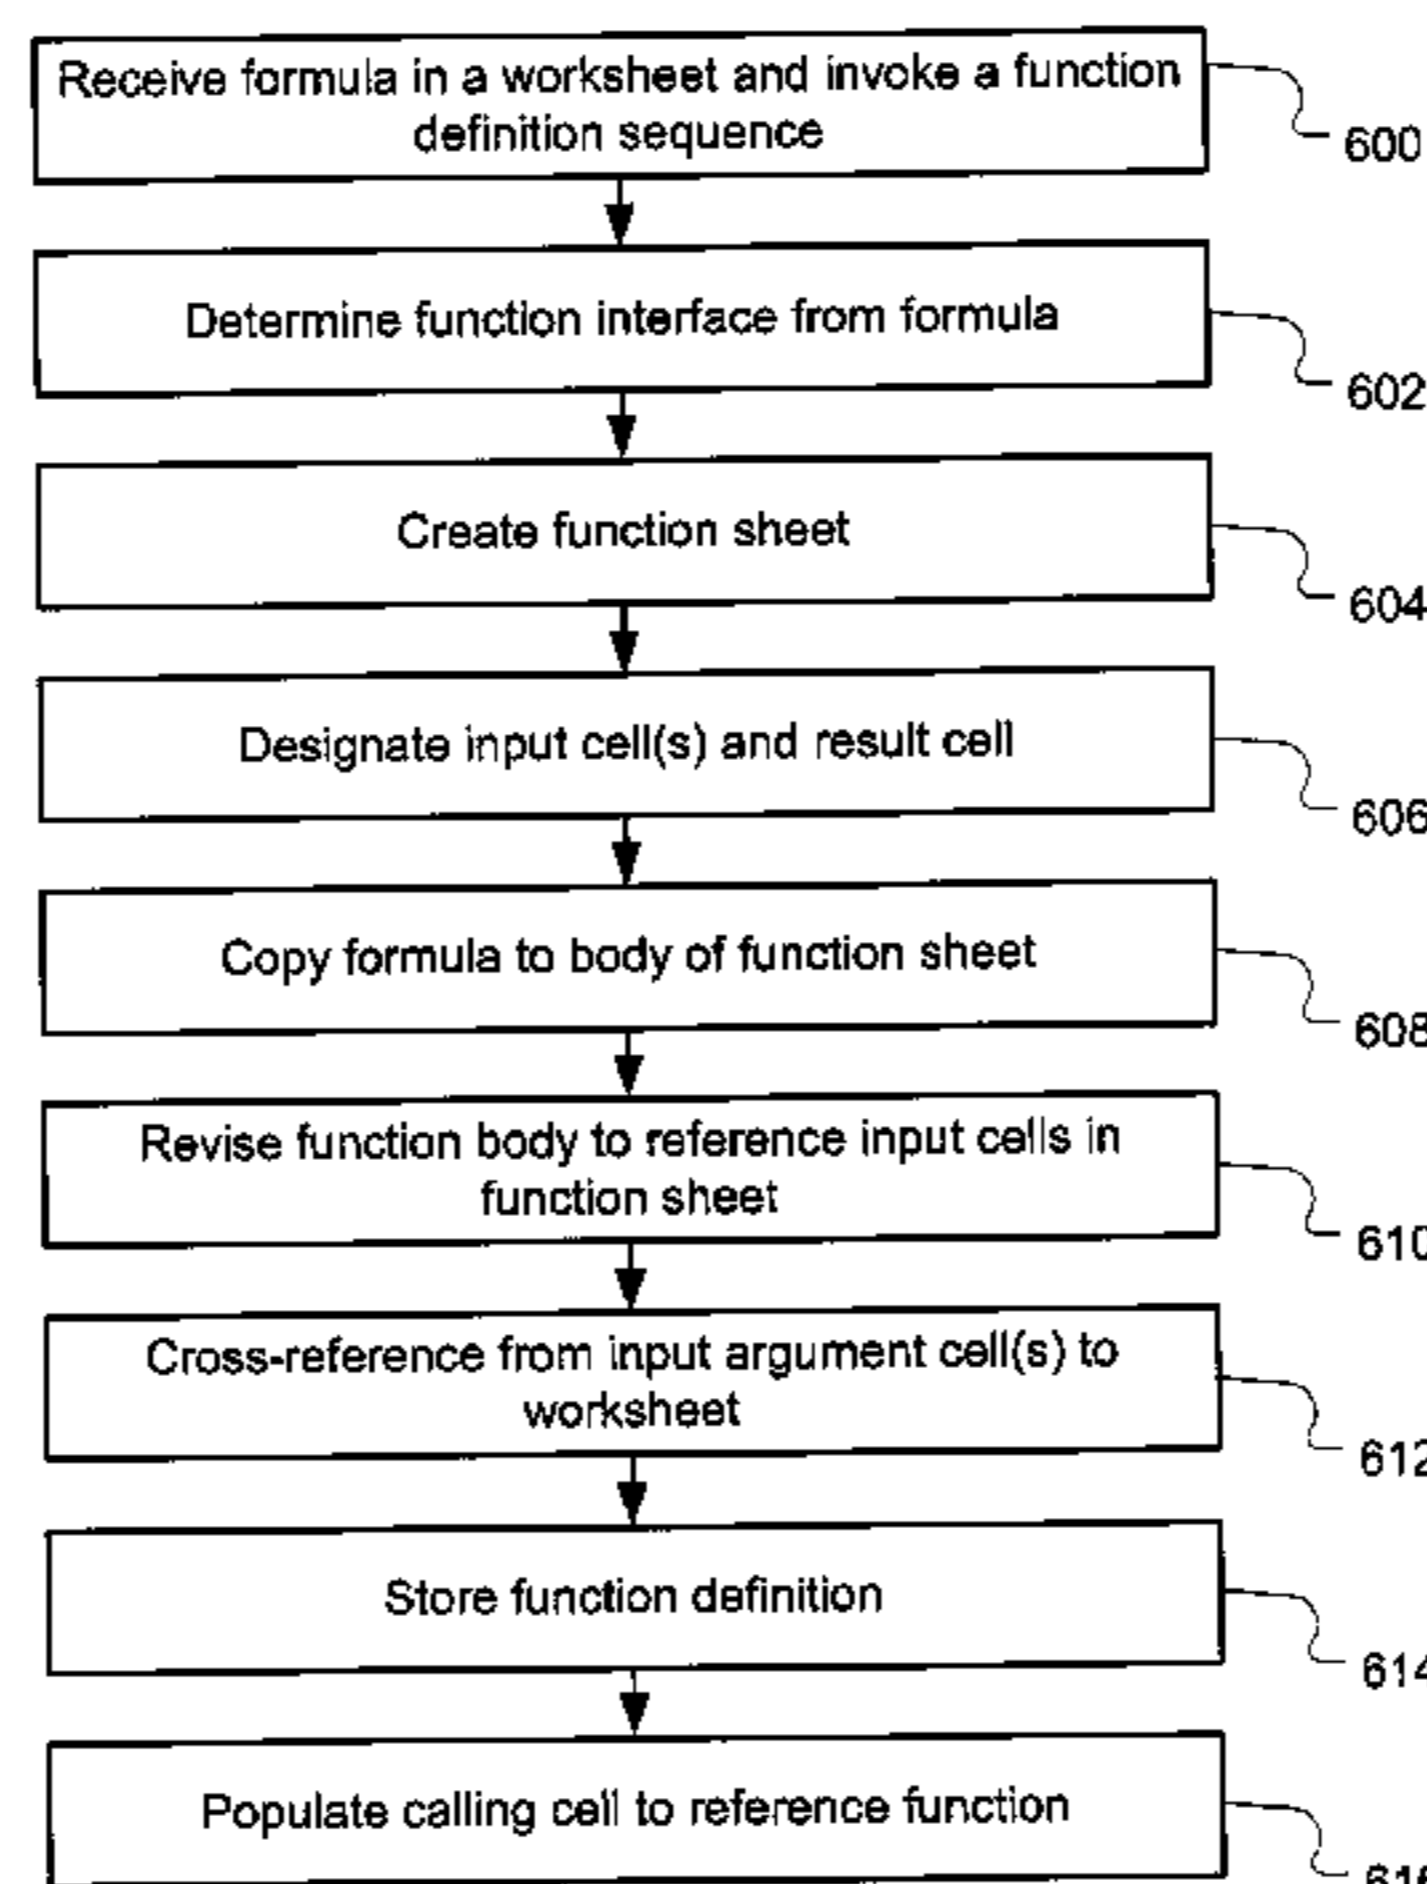 Receive formula in a worksheet and invoke a function
definition sequence
600
Determine function interface from formula
602
Create function sheet
604
Designate input cell(s) and result cell
606
Copy formula to body of function sheet
608
Revise function body to reference input cells in
function sheet
610
Cross-reference from input argument cell(s) to
worksheet
612
Store function definition
614
Populate calling cell to reference function
616